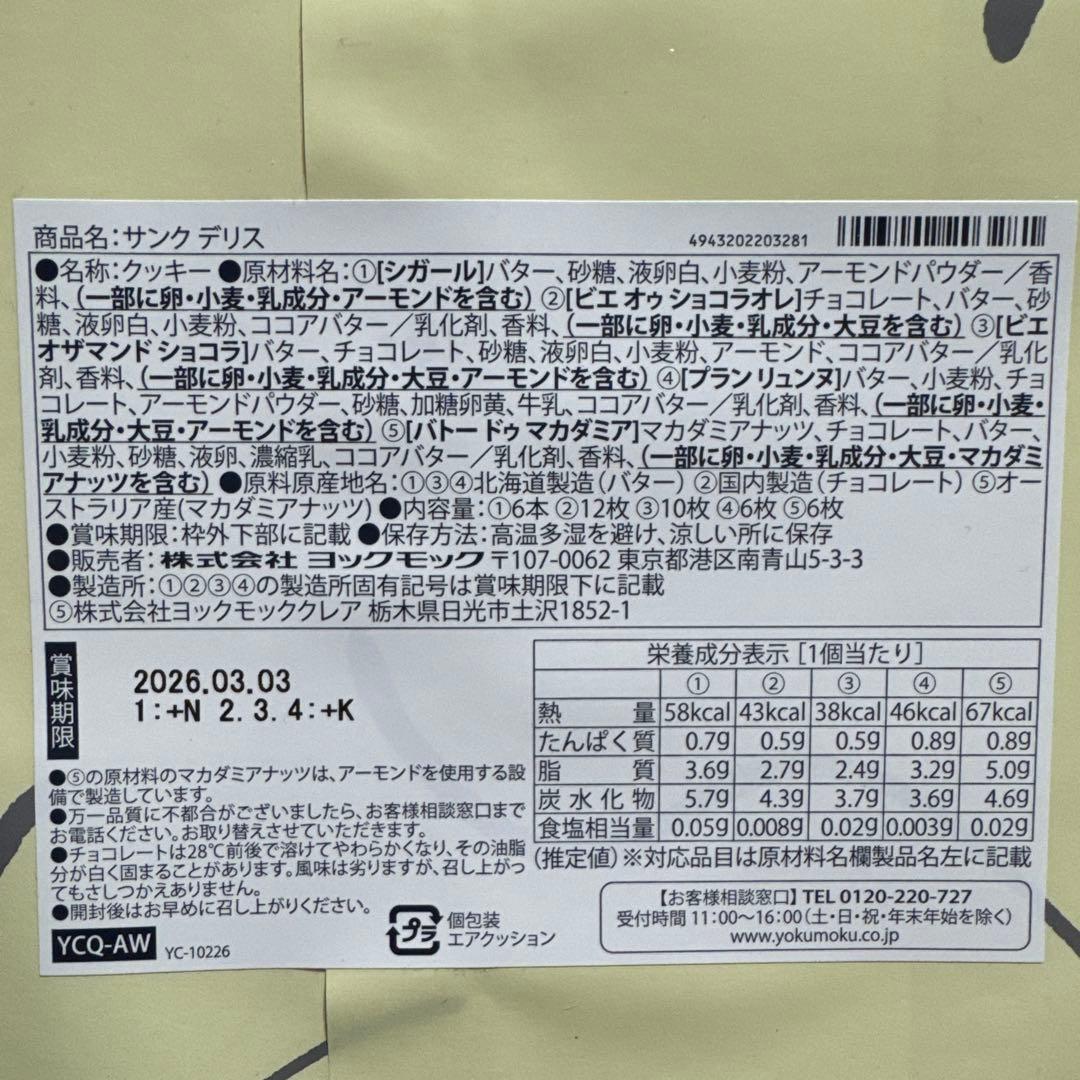 商品名:サンク デリス
4943202203281
●名称:クッキー ●原材料名:①[シガール]バター、砂糖、液卵白、小麦粉、アーモンドパウダー／香
料、(一部に卵・小麦・乳成分・アーモンドを含む) ②[ビエ オゥ ショコラオレ]チョコレート、バター、砂
糖、液卵白、小麦粉、ココアバター／乳化剤、香料、(一部に卵・小麦・乳成分・大豆を含む) ③[ビエ
オザマンド ショコラ]バター、チョコレート、砂糖、液卵白、小麦粉、アーモンド、ココアバター／乳化
剤、香料、(一部に卵・小麦・乳成分・大豆・アーモンドを含む) ④[プラン リュンヌ]バター、小麦粉、チョ
コレート、アーモンドパウダー、砂糖、加糖卵黄、牛乳、ココアバター／乳化剤、香料、(一部に卵・小麦・
乳成分・大豆・アーモンドを含む) ⑤[バトー ドゥ マカダミア]マカダミアナッツ、チョコレート、バター、
小麦粉、砂糖、液卵、濃縮乳、ココアバター／乳化剤、香料、(一部に卵・小麦・乳成分・大豆・マカダミ
アナッツを含む) ●原料原産地名:①③④北海道製造(バター) ②国内製造(チョコレート) ⑤オー
ストラリア産(マカダミアナッツ) ●内容量:①6本 ②12枚 ③10枚 ④6枚 ⑤6枚
●賞味期限:枠外下部に記載 ●保存方法:高温多湿を避け、涼しい所に保存
●販売者:株式会社 ヨックモック 〒107-0062 東京都港区南青山5-3-3
●製造所:①②③④の製造所固有記号は賞味期限下に記載
⑤株式会社ヨックモッククレア 栃木県日光市土沢1852-1
賞味期限
2026.03.03
1:+N 2.3.4:+K
●⑤の原材料のマカダミアナッツは、アーモンドを使用する設
備で製造しています。
●万一品質に不都合がございましたら、お客様相談窓口まで
お電話ください。お取り替えさせていただきます。
●チョコレートは28℃前後で溶けてやわらかくなり、その油脂
分が白く固まることがあります。風味は劣りますが、召し上がっ
てもさしつかえありません。
●開封後はお早めに召し上がりください。
YCQ-AW YC-10226
プラ
個包装
エアクッション
栄養成分表示 [1個当たり]
① ② ③ ④ ⑤
熱量 58kcal 43kcal 38kcal 46kcal 67kcal
たんぱく質 0.7g 0.5g 0.5g 0.8g 0.8g
脂質 3.6g 2.7g 2.4g 3.2g 5.0g
炭水化物 5.7g 4.3g 3.7g 3.6g 4.6g
食塩相当量 0.05g 0.008g 0.02g 0.003g 0.02g
(推定値)※対応品目は原材料名欄製品名左に記載
【お客様相談窓口】TEL 0120-220-727
受付時間 11:00～16:00(土・日・祝・年末年始を除く)
www.yokumoku.co.jp